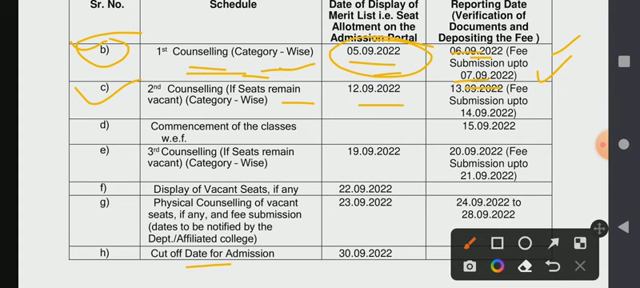 Sr. No.
Schedule
Date of Display of
Merit List i.e. Seat
Allotment on the
Admission Portal
Reporting Date
(Verification of
Documents and
Depositing the Fee )
b)
1st Counselling (Category - Wise)
05.09.2022
06.09.2022 (Fee
Submission upto
07.09.2022)
c)
2nd Counselling (If Seats remain
vacant) (Category - Wise)
12.09.2022
13.09.2022 (Fee
Submission upto
14.09.2022)
d)
Commencement of the classes
w.e.f.
15.09.2022
e)
3rd Counselling (If Seats remain
vacant) (Category - Wise)
19.09.2022
20.09.2022 (Fee
Submission upto
21.09.2022)
f)
Display of Vacant Seats, if any
22.09.2022
g)
Physical Counselling of vacant
seats, if any, and fee submission
(dates to be notified by the
Dept./Affiliated college)
23.09.2022
24.09.2022 to
28.09.2022
h)
Cut off Date for Admission
30.09.2022